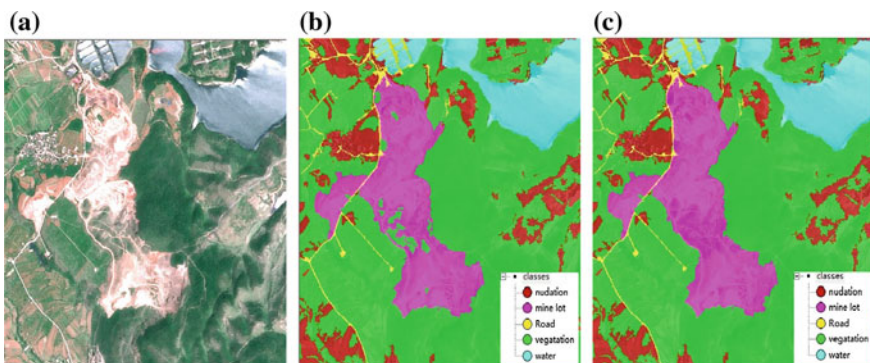 (a)
(b)
(c)
classes
nudation
mine lot
Road
vegatation
water
classes
nudation
mine lot
Road
vegatation
water